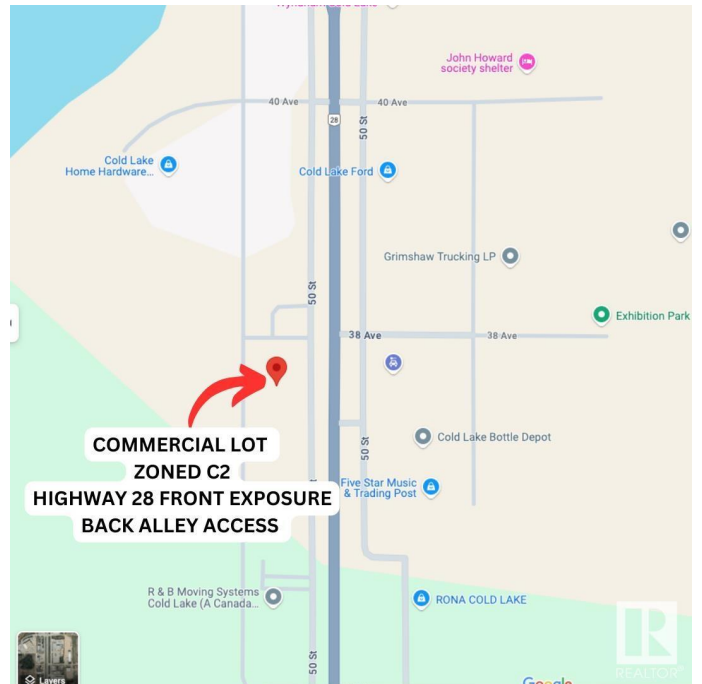 John Howard
society shelter
40 Ave
40 Ave
28
50 St
Cold Lake
Home Hardware...
Cold Lake Ford
Grimshaw Trucking LP
50 St
Exhibition Park
38 Ave
38 Ave
COMMERCIAL LOT
ZONED C2
HIGHWAY 28 FRONT EXPOSURE
BACK ALLEY ACCESS
Cold Lake Bottle Depot
50 St
Five Star Music
& Trading Post
R & B Moving Systems
Cold Lake (A Canada...
RONA COLD LAKE
50 St
Layers
Google
R
REALTOR®